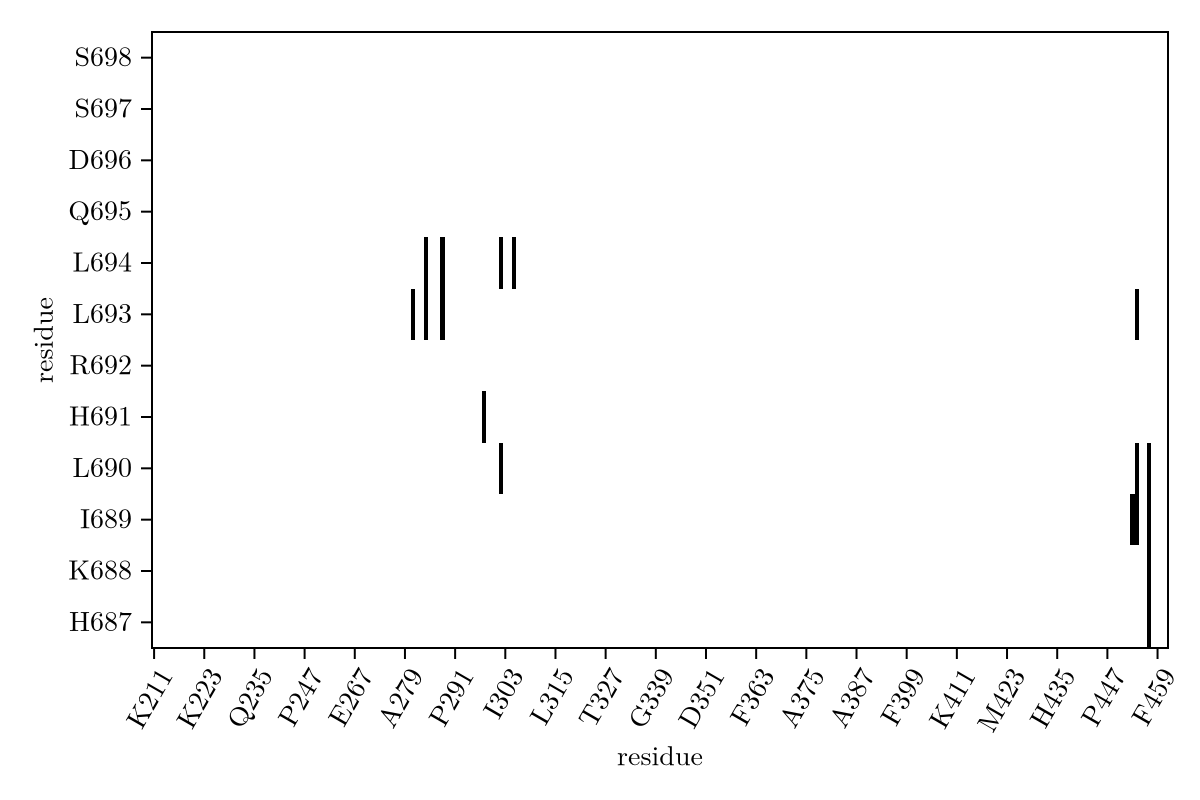 S698
S697
D696
Q695
L694
L693
R692
H691
L690
I689
K688
H687
residue
K211
K223
Q235
P247
E267
A279
P291
I303
L315
T327
G339
D351
F363
A375
A387
F399
K411
M423
H435
P447
F459
residue